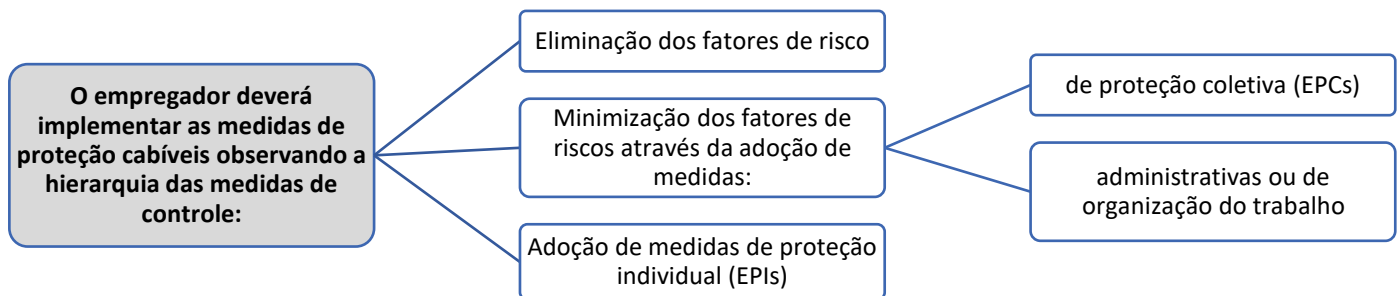 O empregador deverá
implementar as medidas de
proteção cabíveis observando a
hierarquia das medidas de
controle:
Eliminação dos fatores de risco
Minimização dos fatores de
riscos através da adoção de
medidas:
de proteção coletiva (EPCs)
administrativas ou de
organização do trabalho
Adoção de medidas de proteção
individual (EPIs)